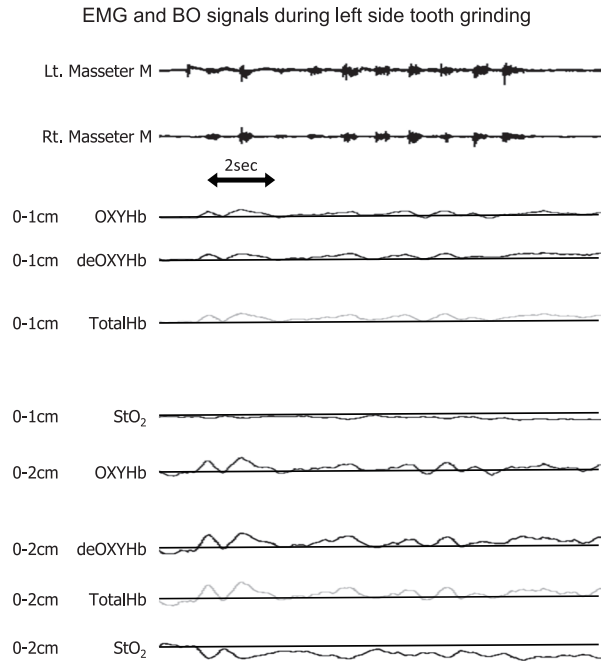 EMG and BO signals during left side tooth grinding
Lt. Masseter M
Rt. Masseter M
2sec
0-1cm OXYHb
0-1cm deOXYHb
0-1cm TotalHb
0-1cm StO₂
0-2cm OXYHb
0-2cm deOXYHb
0-2cm TotalHb
0-2cm StO₂